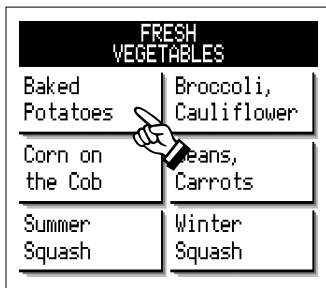 FRESH
VEGETABLES
Baked
Potatoes
Broccoli,
Cauliflower
Corn on
the Cob
Beans,
Carrots
Summer
Squash
Winter
Squash